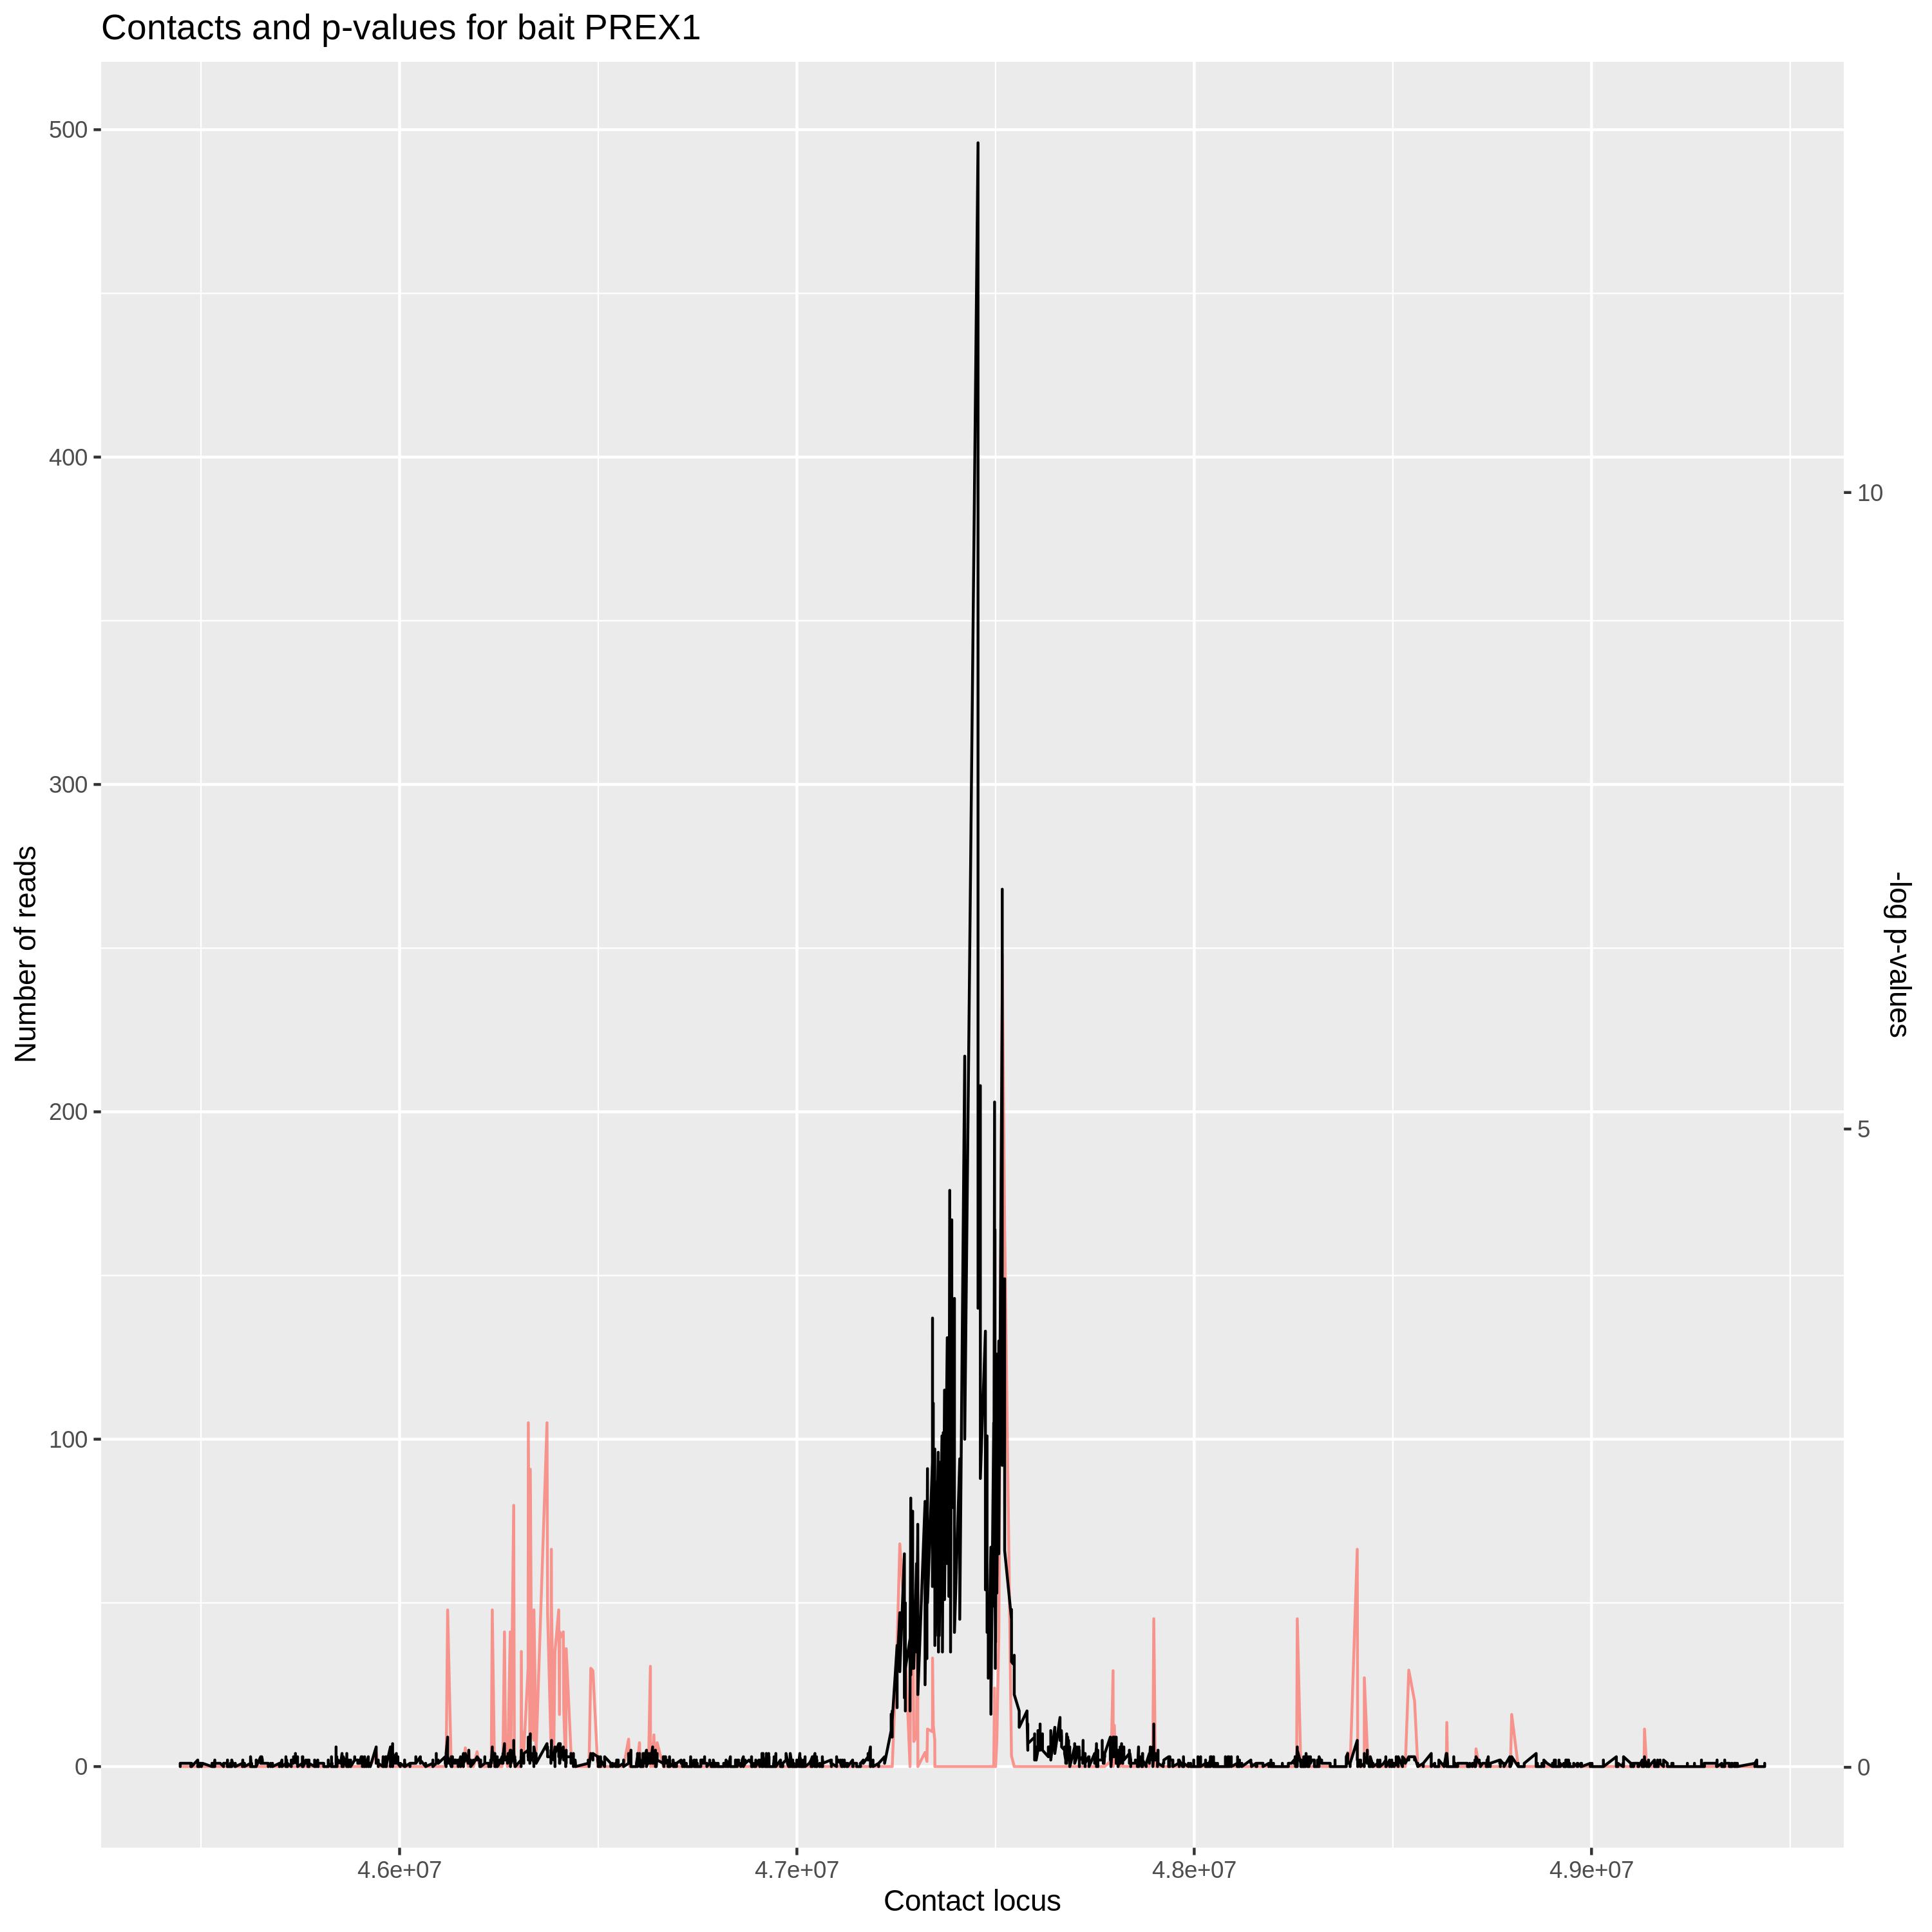 Contacts and p-values for bait PREX1
500
400
300
200
100
0
Number of reads
10
5
0
-log p-values
4.6e+07
4.7e+07
4.8e+07
4.9e+07
Contact locus